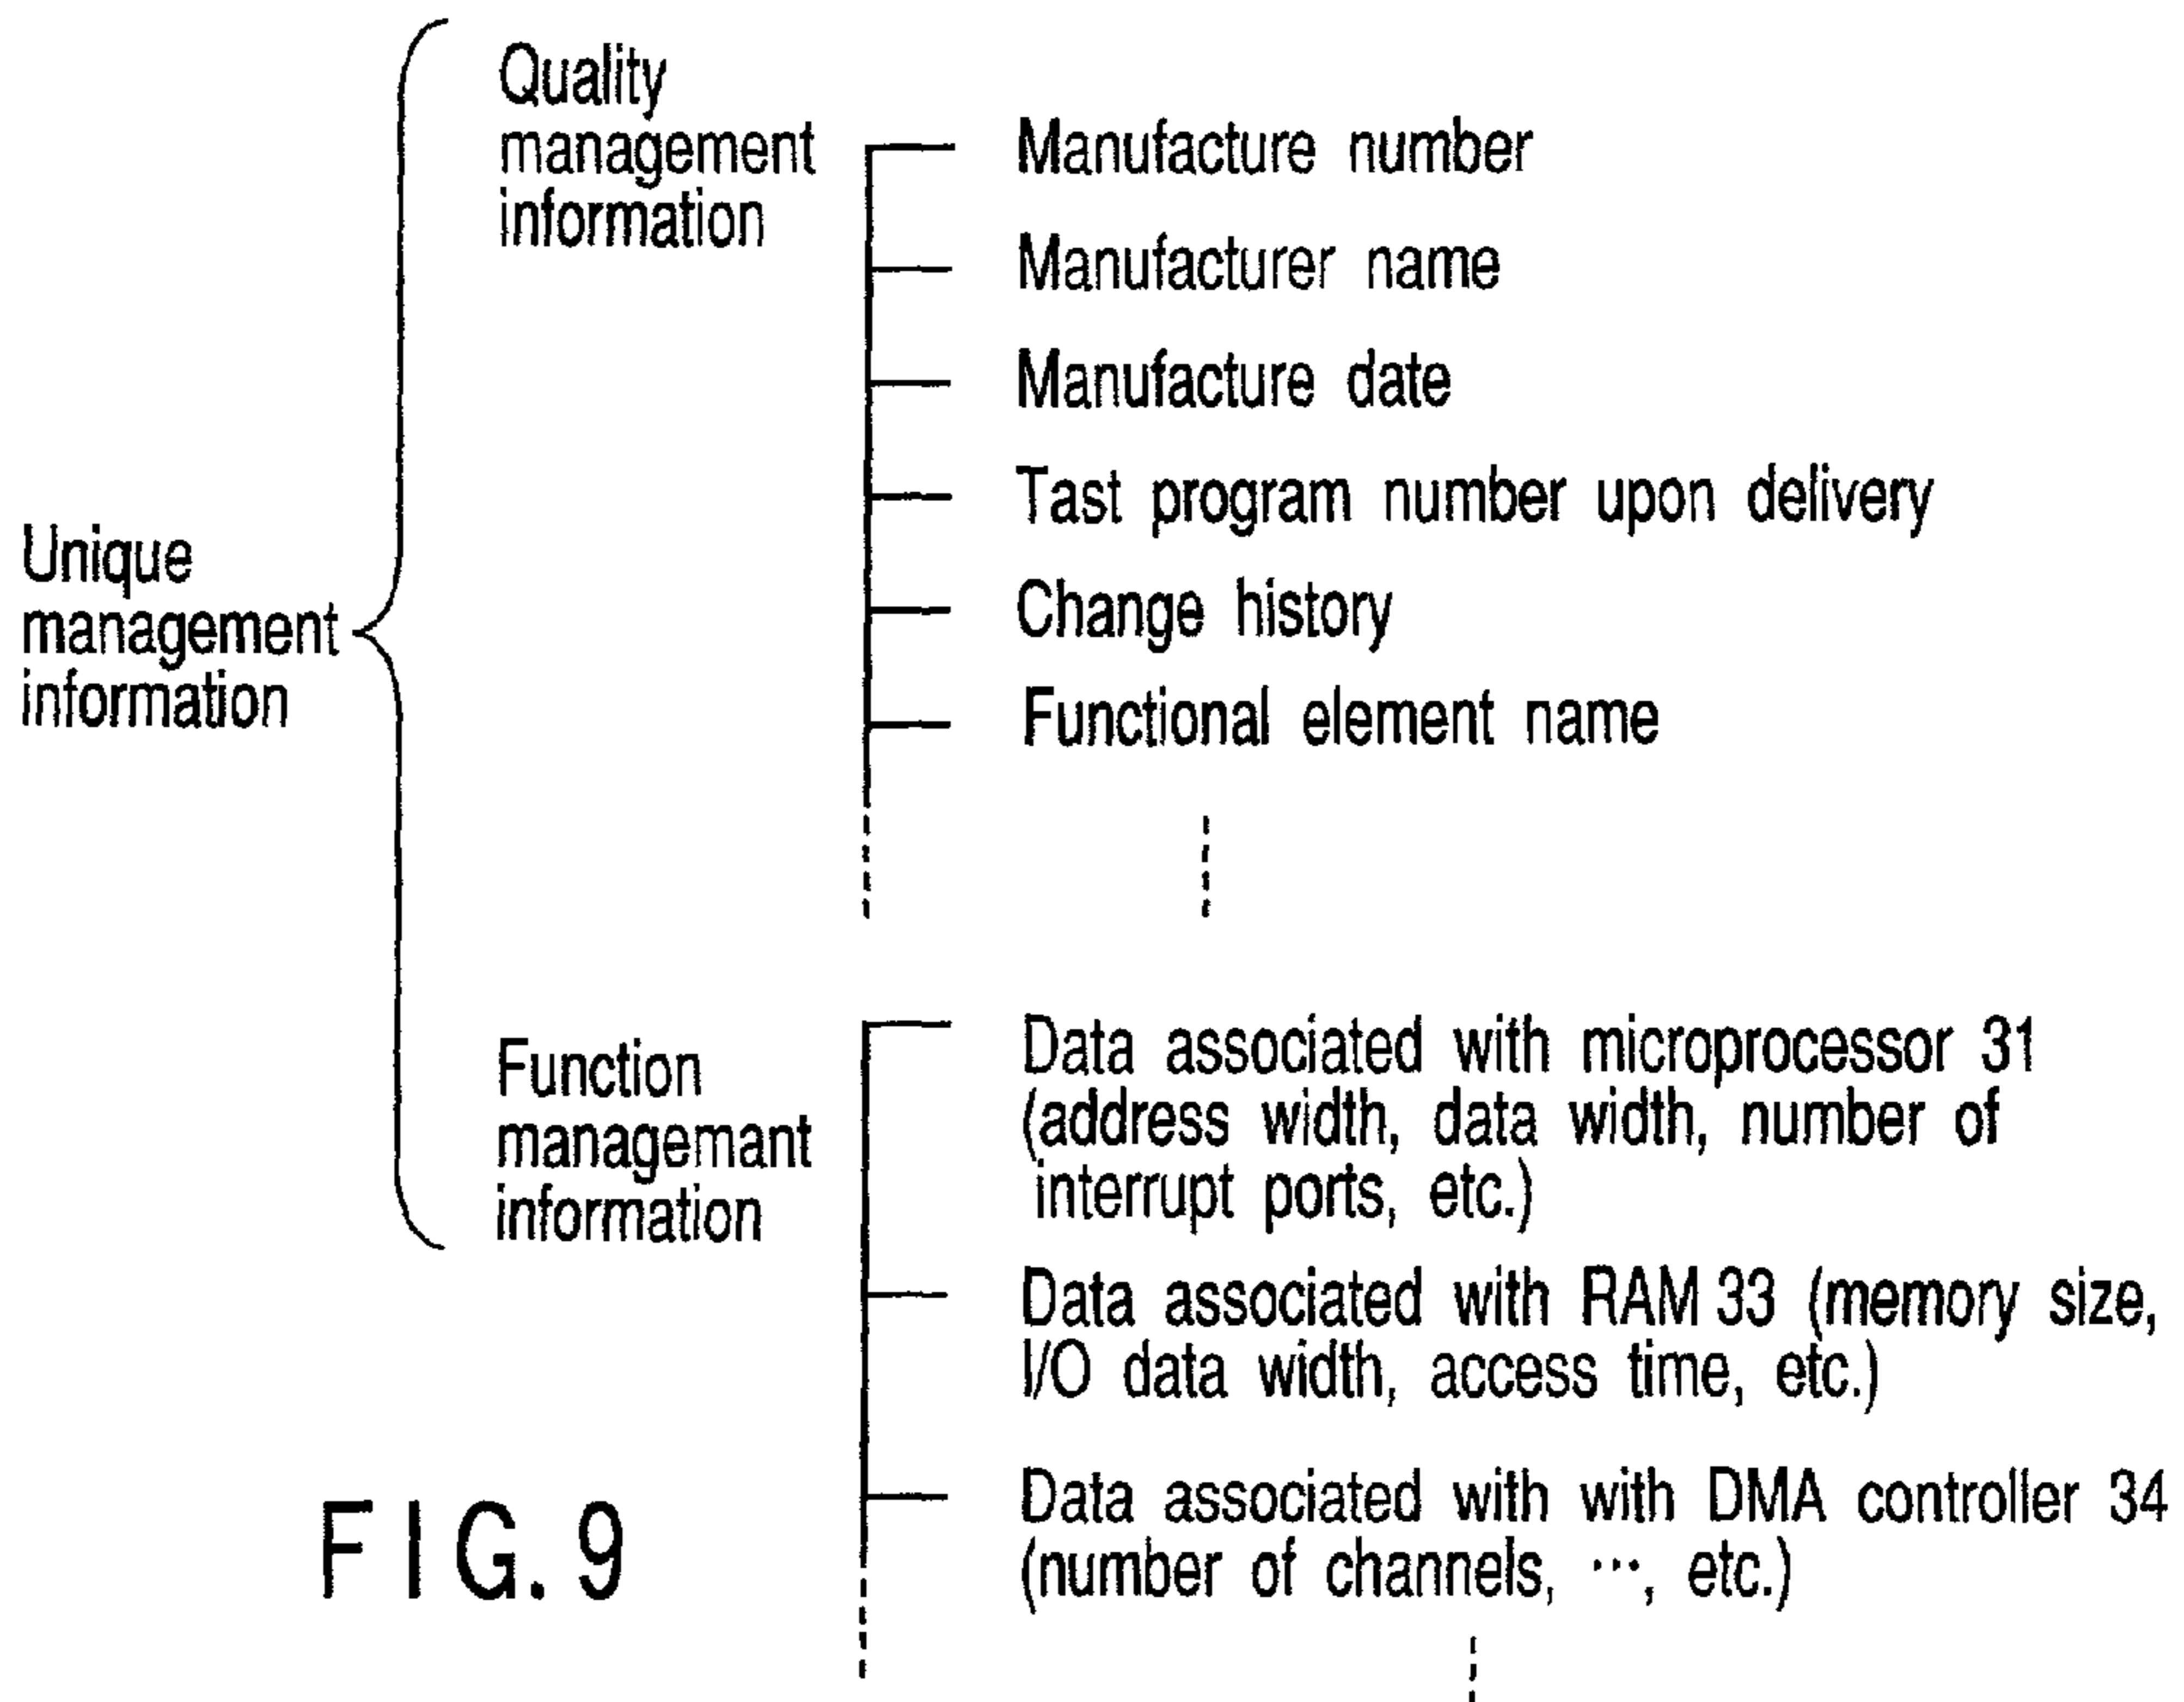 Quality
management
information
Manufacture number
Manufacturer name
Manufacture date
Tast program number upon delivery
Change history
Functional element name
Unique
management
information
Function
managemant
information
Data associated with microprocessor 31
(address width, data width, number of
interrupt ports, etc.)
Data associated with RAM 33 (memory size,
I/O data width, access time, etc.)
Data associated with with DMA controller 34
(number of channels, ···, etc.)
FIG. 9